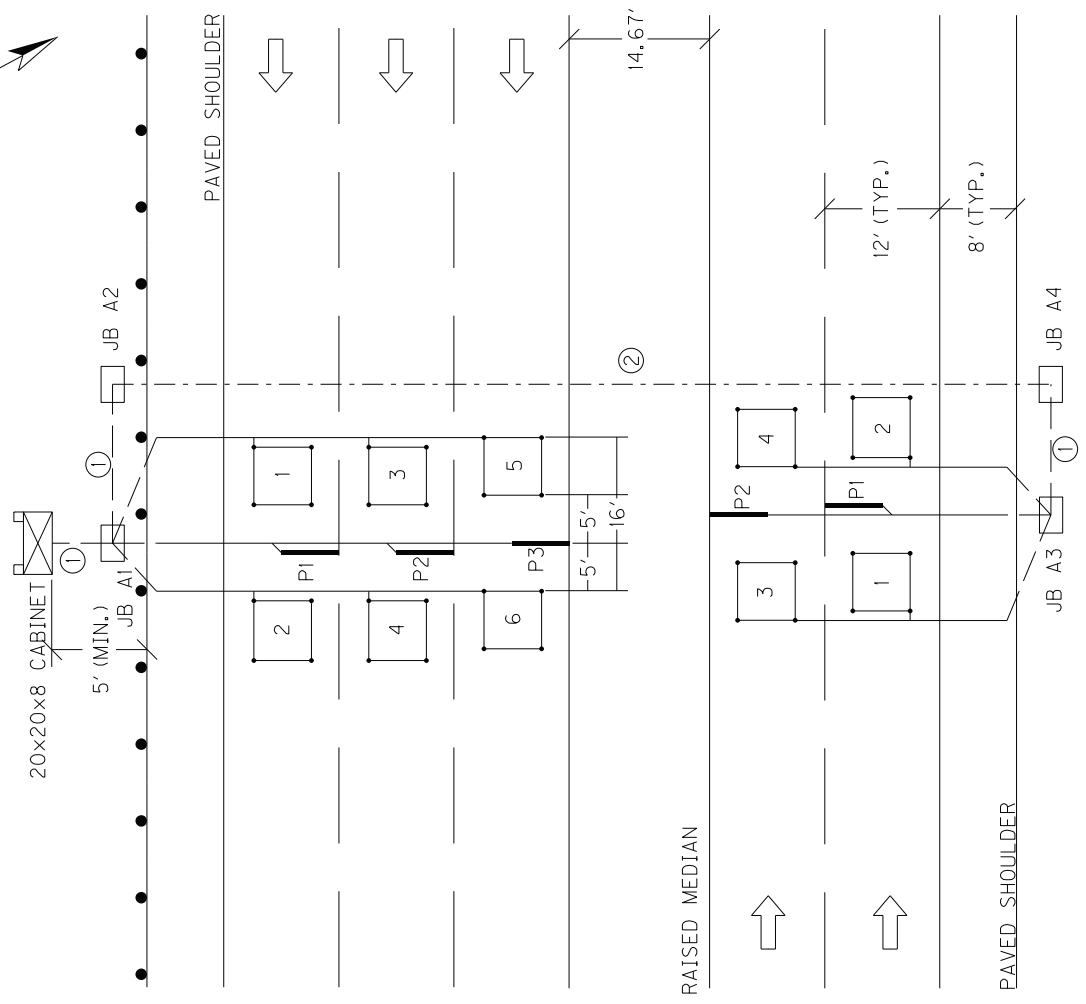 PAVED SHOULDER
14.67'
12' (TYP.)
8' (TYP.)
JB A2
JB A4
2
1
1
1
1
3
5
4
2
P1
P2
P3
P2
P1
5'
5'
16'
2
4
6
3
1
JB A1
JB A3
20x20x8 CABINET
5' (MIN.)
RAISED MEDIAN
PAVED SHOULDER